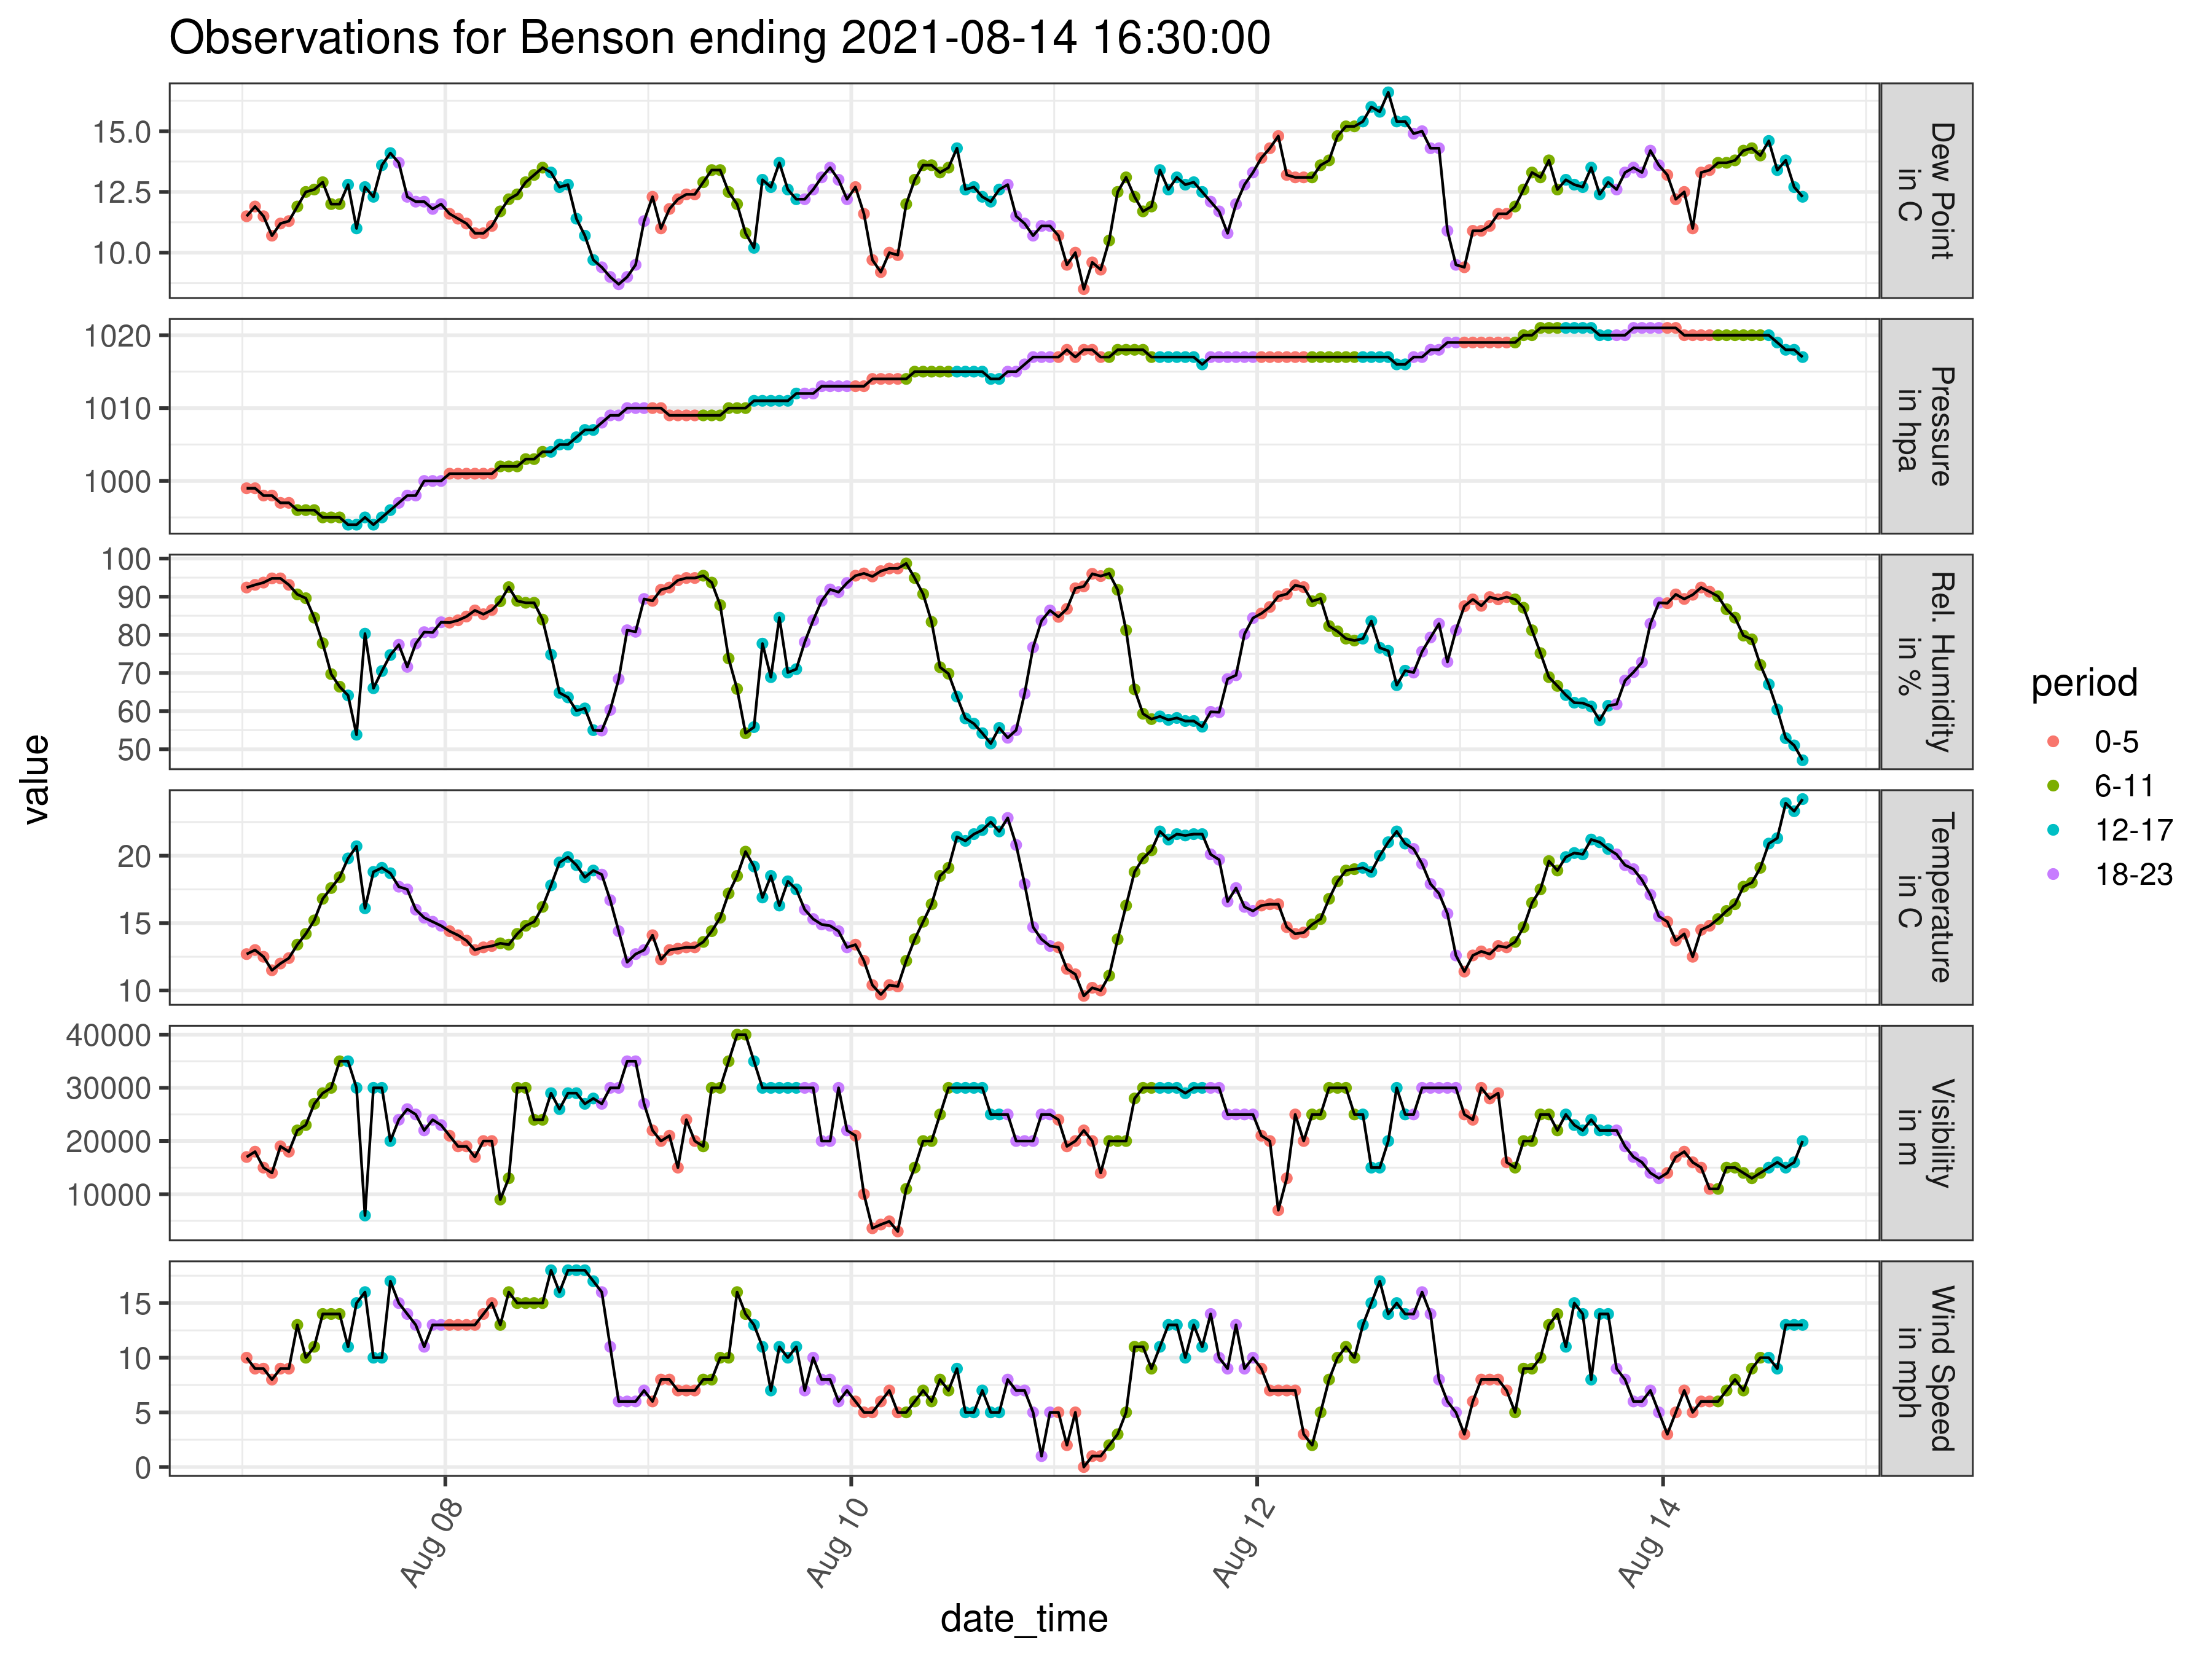 Observations for Benson ending 2021-08-14 16:30:00
value
15.0
12.5
10.0
Dew Point
in C
1020
1010
1000
Pressure
in hpa
100
90
80
70
60
50
Rel. Humidity
in %
20
15
10
Temperature
in C
40000
30000
20000
10000
Visibility
in m
15
10
5
0
Wind Speed
in mph
Aug 08
Aug 10
Aug 12
Aug 14
date_time
period
0-5
6-11
12-17
18-23